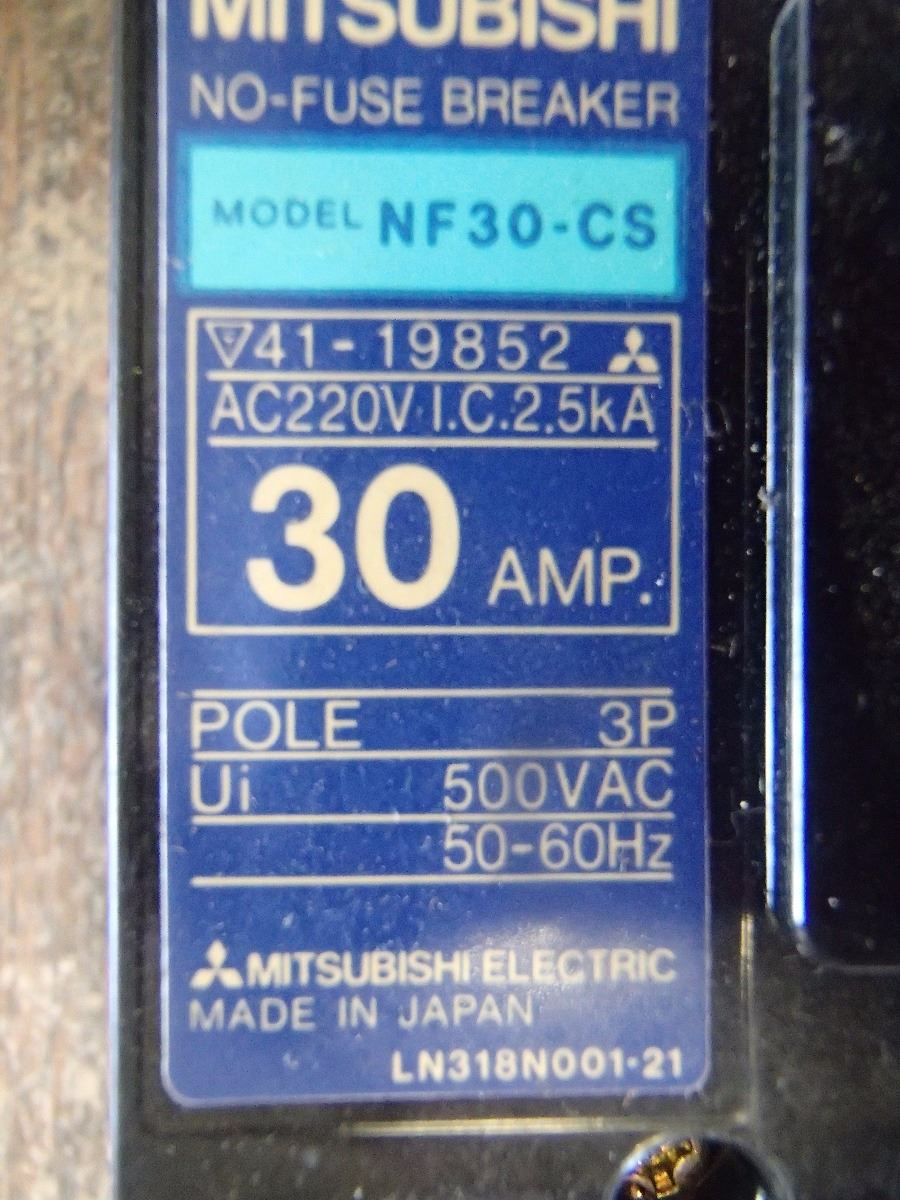 MITSUBISHI
NO-FUSE BREAKER
MODEL NF30-CS
41-19852
AC220V I.C.2.5kA
30 AMP.
POLE 3P
Ui 500VAC
50-60Hz
MITSUBISHI ELECTRIC
MADE IN JAPAN
LN318N001-21